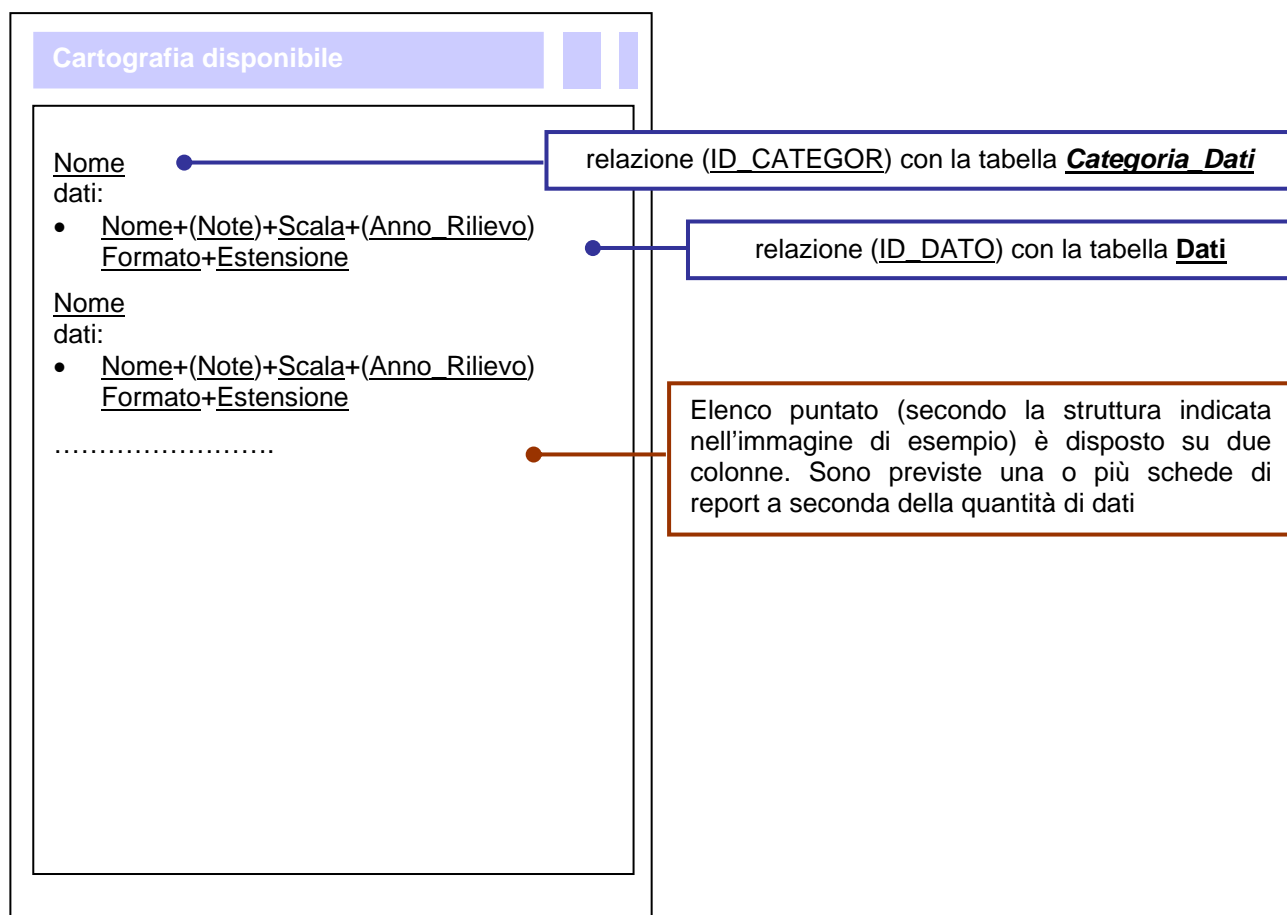 Cartografia disponibile
Nome
dati:
• Nome+(Note)+Scala+(Anno_Rilievo)
Formato+Estensione
Nome
dati:
• Nome+(Note)+Scala+(Anno_Rilievo)
Formato+Estensione
…………………….
relazione (ID_CATEGOR) con la tabella Categoria_Dati
relazione (ID_DATO) con la tabella Dati
Elenco puntato (secondo la struttura indicata
nell'immagine di esempio) è disposto su due
colonne. Sono previste una o più schede di
report a seconda della quantità di dati